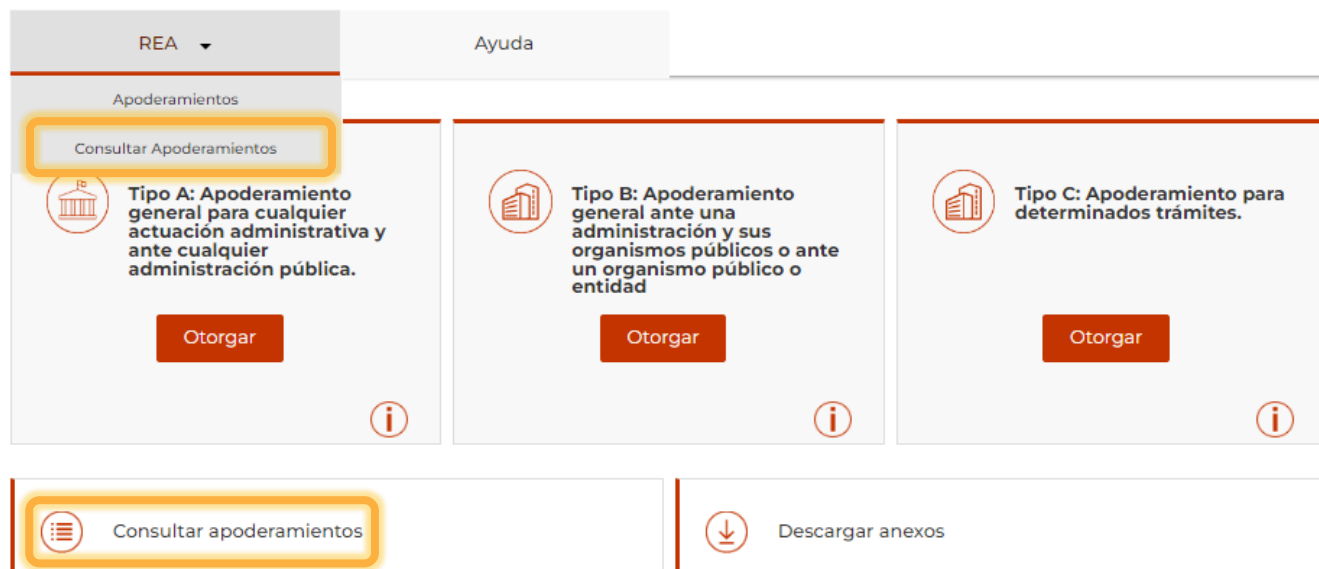 REA
Ayuda
Apoderamientos
Consultar Apoderamientos
Tipo A: Apoderamiento
general para cualquier
actuación administrativa y
ante cualquier
administración pública.
Otorgar
Tipo B: Apoderamiento
general ante una
administración y sus
organismos públicos o ante
un organismo público o
entidad
Otorgar
Tipo C: Apoderamiento para
determinados trámites.
Otorgar
Consultar apoderamientos
Descargar anexos